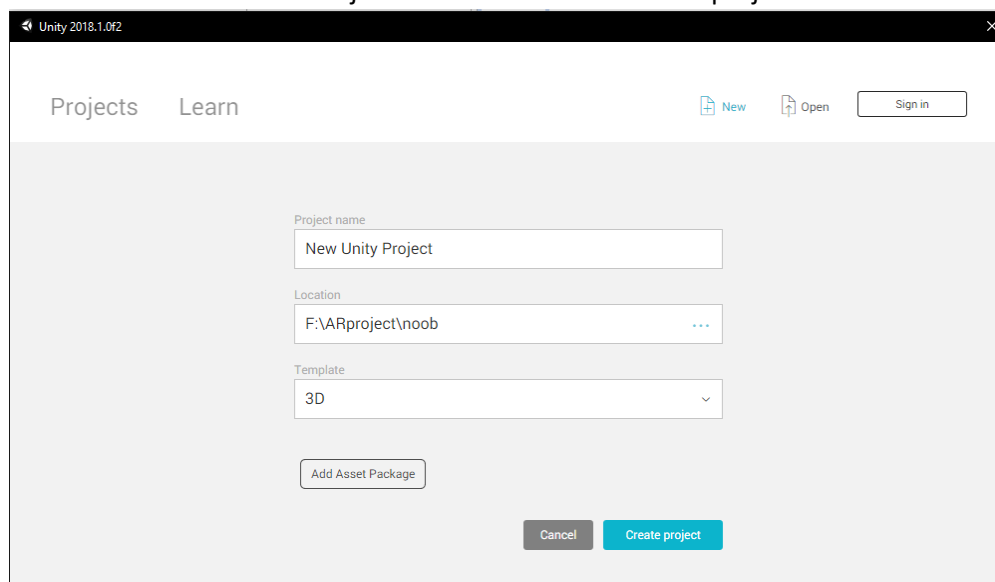 Unity 2018.1.0f2
Projects Learn New Open Sign in
Project name
New Unity Project
Location
F:\ARproject\noob
Template
3D
Add Asset Package
Cancel Create project